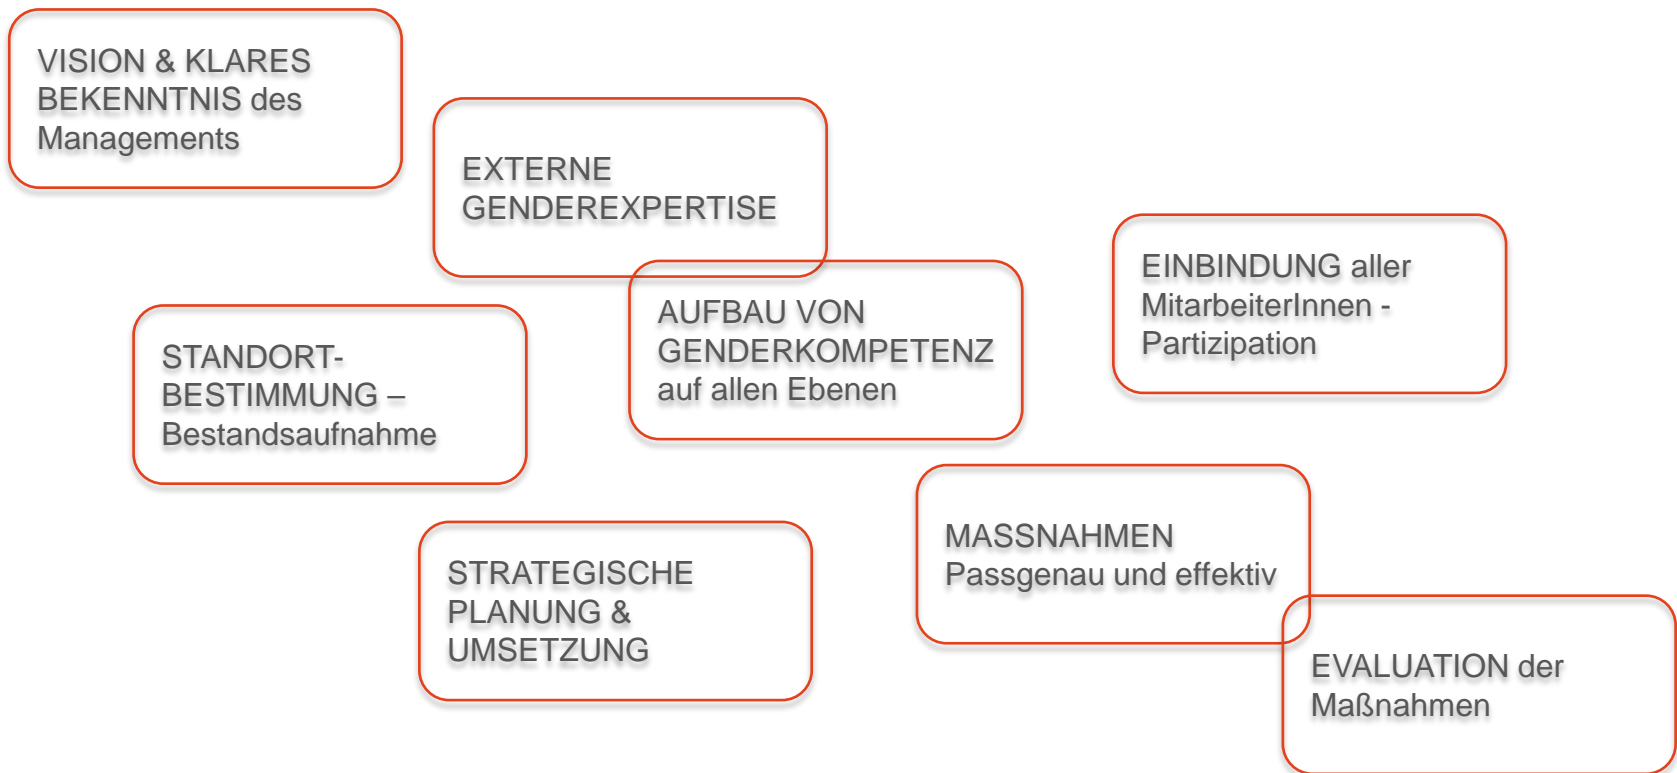 VISION & KLARES
BEKENNTNIS des
Managements
EXTERNE
GENDEREXPERTISE
EINBINDUNG aller
MitarbeiterInnen -
Partizipation
AUFBAU VON
GENDERKOMPETENZ
auf allen Ebenen
STANDORT-
BESTIMMUNG –
Bestandsaufnahme
MASSNAHMEN
Passgenau und effektiv
STRATEGISCHE
PLANUNG &
UMSETZUNG
EVALUATION der
Maßnahmen